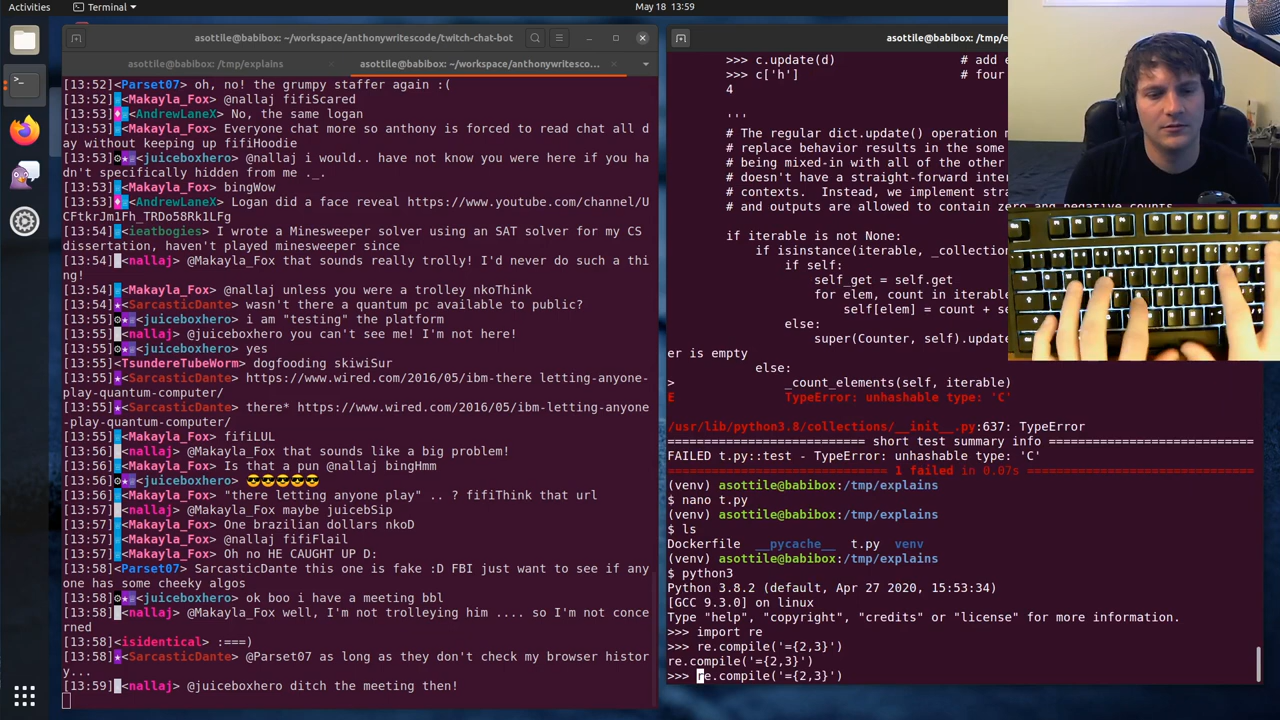 Activities
Terminal
May 18 13:59
asottile@babibox: ~/workspace/anthonywritescode/twitch-chat-bot
asottile@babibox: /tmp/explains
asottile@babibox: ~/workspace/anthonywritesco...
[13:52]<Parset07> oh, no! the grumpy staffer again :(
[13:52]<Makayla_Fox> @nallaj fifiScared
[13:53]<AndrewLaneX> No, the same logan
[13:53]<Makayla_Fox> Everyone chat more so anthony is forced to read chat all d
ay without keeping up fifiHoodie
[13:53]<juiceboxhero> @nallaj i would.. have not know you were here if you ha
dn't specifically hidden from me ._.
[13:53]<Makayla_Fox> bingWow
[13:53]<AndrewLaneX> Logan did a face reveal https://www.youtube.com/channel/U
CFtkrJm1Fh_TRDo58Rk1LFg
[13:54]<ieatbogies> I wrote a Minesweeper solver using an SAT solver for my CS
dissertation, haven't played minesweeper since
[13:54]<nallaj> @Makayla_Fox that sounds really trolly! I'd never do such a thi
ng!
[13:54]<Makayla_Fox> @nallaj unless you were a trolley nkoThink
[13:54]★<SarcasticDante> wasn't there a quantum pc available to public?
[13:55]<juiceboxhero> i am "testing" the platform
[13:55]<nallaj> @juiceboxhero you can't see me! I'm not here!
[13:55]<juiceboxhero> yes
[13:55]<TsundereTubeWorm> dogfooding skiwiSur
[13:55]★<SarcasticDante> https://www.wired.com/2016/05/ibm-there letting-anyone-
play-quantum-computer/
[13:55]★<SarcasticDante> there* https://www.wired.com/2016/05/ibm-letting-anyone
-play-quantum-computer/
[13:55]<Makayla_Fox> fifiLUL
[13:56]<nallaj> @Makayla_Fox that sounds like a big problem!
[13:56]<Makayla_Fox> Is that a pun @nallaj bingHmm
[13:56]<juiceboxhero> 😎😎😎😎😎
[13:56]<Makayla_Fox> "there letting anyone play" .. ? fifiThink that url
[13:57]<nallaj> @Makayla_Fox maybe juicebSip
[13:57]<Makayla_Fox> One brazilian dollars nkoD
[13:57]<Makayla_Fox> @nallaj fifiFlail
[13:57]<Makayla_Fox> Oh no HE CAUGHT UP D:
[13:58]<Parset07> SarcasticDante this one is fake :D FBI just want to see if any
one has some cheeky algos
[13:58]<juiceboxhero> ok boo i have a meeting bbl
[13:58]<nallaj> @Makayla_Fox well, I'm not trolleying him .... so I'm not conce
rned
[13:58]<isidentical> :===)
[13:58]★<SarcasticDante> @Parset07 as long as they don't check my browser histor
y...
[13:59]<nallaj> @juiceboxhero ditch the meeting then!
asottile@babibox: /tmp/e
>>> c.update(d) # add e
>>> c['h'] # four
4
'''
# The regular dict.update() operation m
# replace behavior results in the some
# being mixed-in with all of the other
# doesn't have a straight-forward inter
# contexts. Instead, we implement stra
# and outputs are allowed to contain zero and negative counts.
if iterable is not None:
if isinstance(iterable, _collection
if self:
self_get = self.get
for elem, count in iterable
self[elem] = count + se
else:
super(Counter, self).update
er is empty
else:
> _count_elements(self, iterable)
E TypeError: unhashable type: 'C'
/usr/lib/python3.8/collections/__init__.py:637: TypeError
=========================== short test summary info ============================
FAILED t.py::test - TypeError: unhashable type: 'C'
============================== 1 failed in 0.07s ===============================
(venv) asottile@babibox:/tmp/explains
$ nano t.py
(venv) asottile@babibox:/tmp/explains
$ ls
Dockerfile __pycache__ t.py venv
(venv) asottile@babibox:/tmp/explains
$ python3
Python 3.8.2 (default, Apr 27 2020, 15:53:34)
[GCC 9.3.0] on linux
Type "help", "copyright", "credits" or "license" for more information.
>>> import re
>>> re.compile('={2,3}')
re.compile('={2,3}')
>>> re.compile('={2,3}')